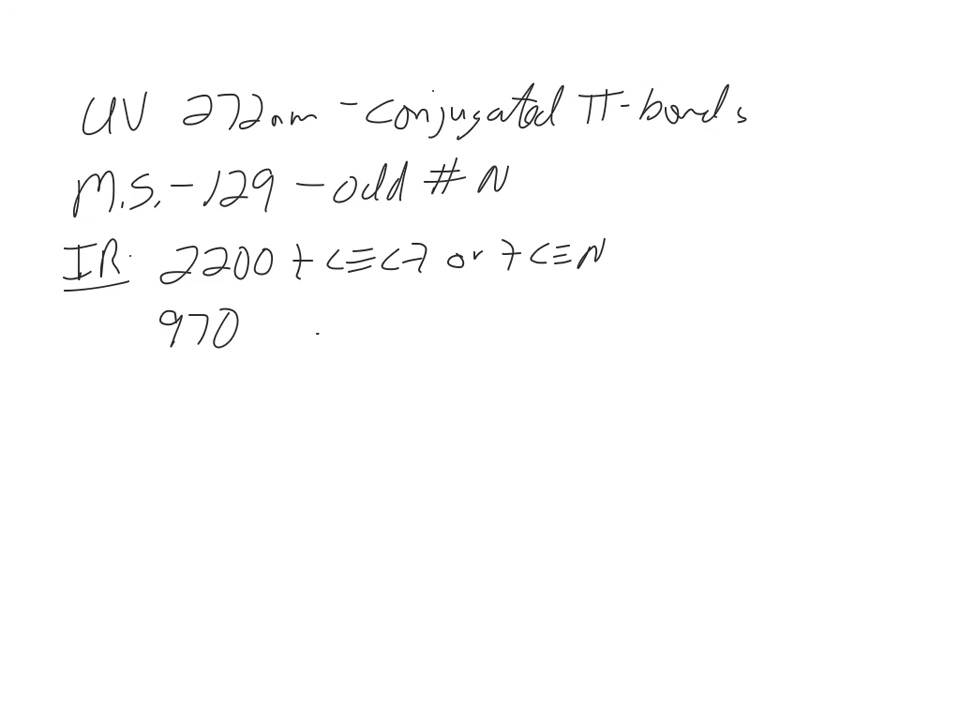 UV 272nm - conjugated π-bonds
M.S. - 129 - odd # N
IR: 2200 +C≡C+ or +C≡N
970 .